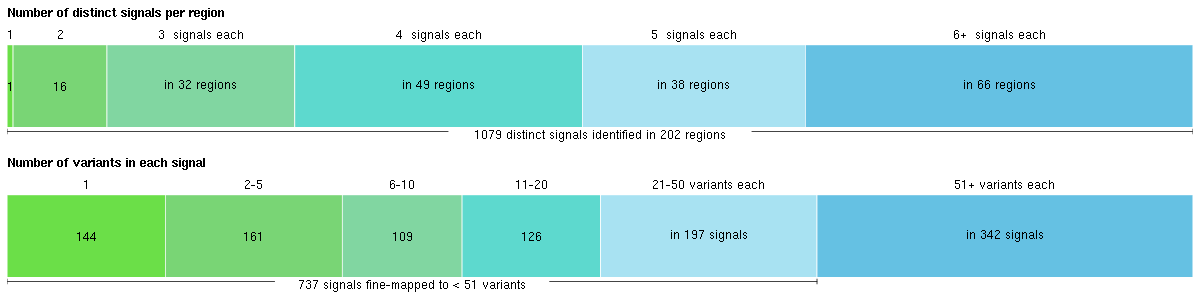 Number of distinct signals per region
1 2 3 signals each 4 signals each 5 signals each 6+ signals each
1 16 in 32 regions in 49 regions in 38 regions in 66 regions
1079 distinct signals identified in 202 regions
Number of variants in each signal
1 2-5 6-10 11-20 21-50 variants each 51+ variants each
144 161 109 126 in 197 signals in 342 signals
737 signals fine-mapped to < 51 variants